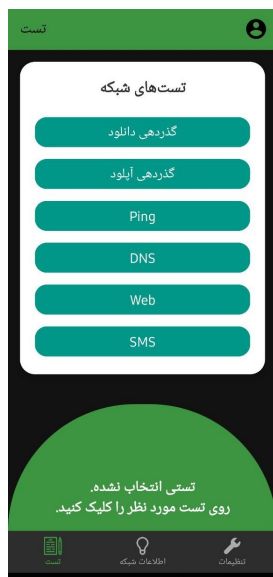 تست
تست‌های شبکه
گذردهی دانلود
گذردهی آپلود
Ping
DNS
Web
SMS
تستی انتخاب نشده.
روی تست مورد نظر را کلیک کنید.
تنظیمات
اطلاعات شبکه
تست